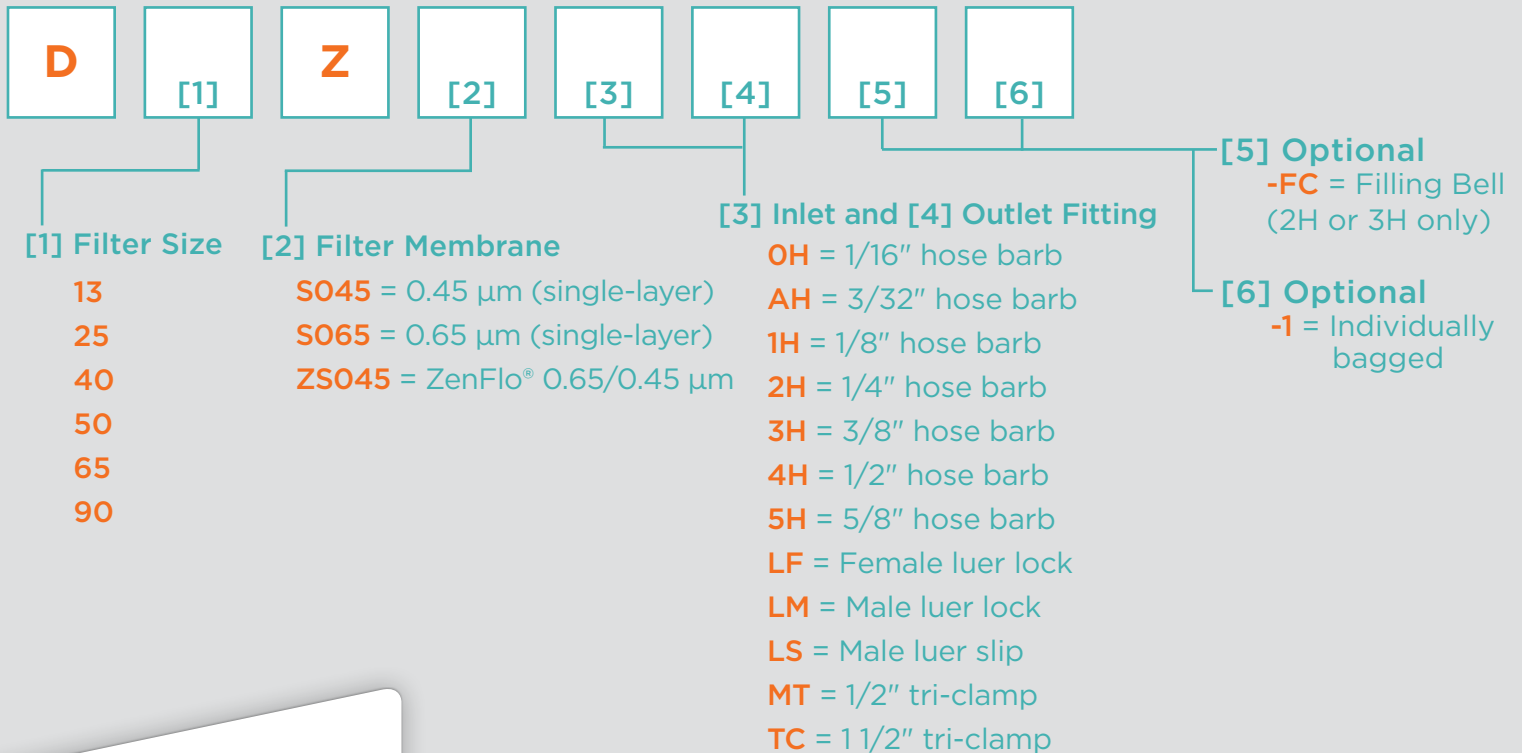 D
[1]
Z
[2]
[3]
[4]
[5]
[6]
[1] Filter Size
13
25
40
50
65
90
[2] Filter Membrane
S045 = 0.45 µm (single-layer)
S065 = 0.65 µm (single-layer)
ZS045 = ZenFlo® 0.65/0.45 µm
[3] Inlet and [4] Outlet Fitting
0H = 1/16" hose barb
AH = 3/32" hose barb
1H = 1/8" hose barb
2H = 1/4" hose barb
3H = 3/8" hose barb
4H = 1/2" hose barb
5H = 5/8" hose barb
LF = Female luer lock
LM = Male luer lock
LS = Male luer slip
MT = 1/2" tri-clamp
TC = 1 1/2" tri-clamp
[5] Optional
-FC = Filling Bell
(2H or 3H only)
[6] Optional
-1 = Individually
bagged